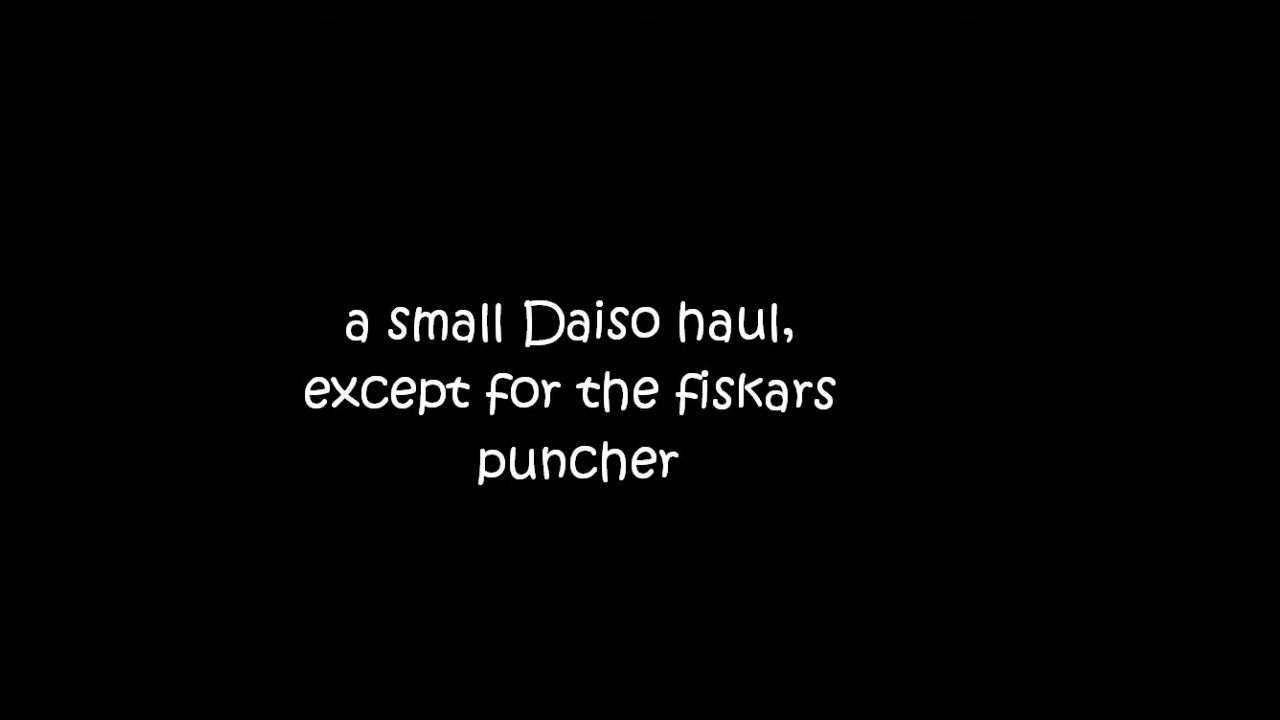 a small Daiso haul,
except for the fiskars
puncher